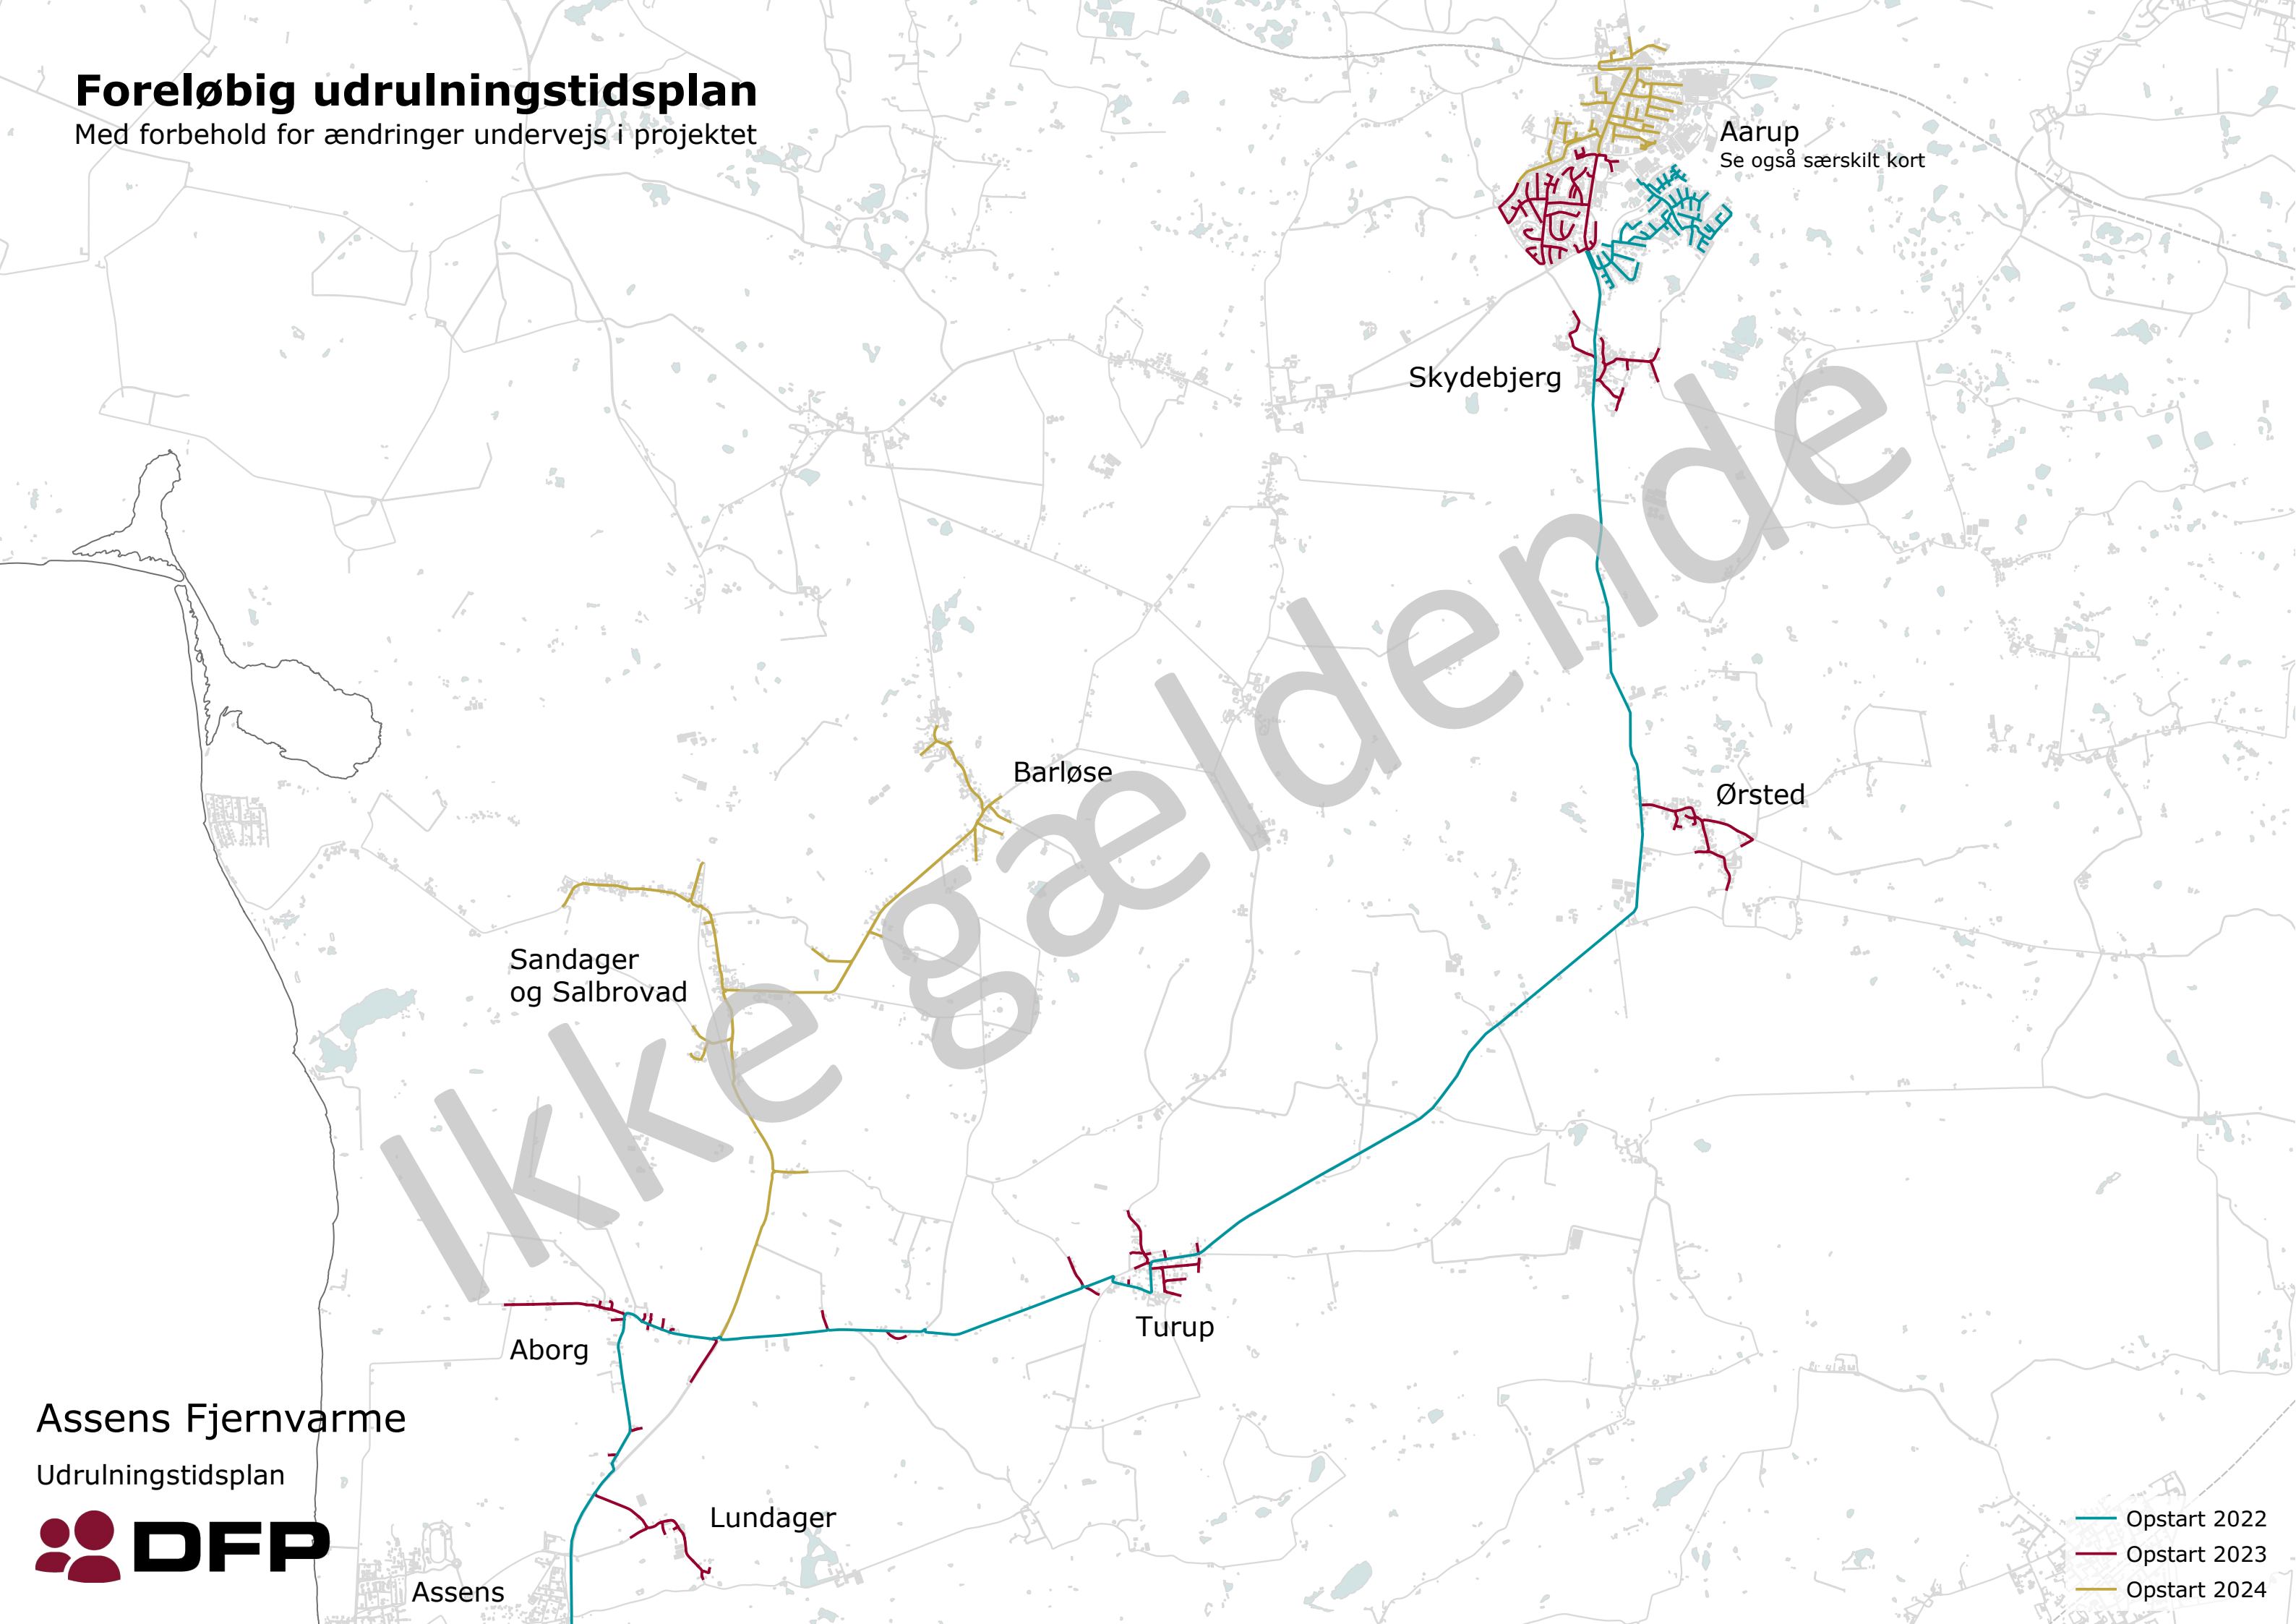 Foreløbig udrulningstidsplan
Med forbehold for ændringer undervejs i projektet
Aarup
Se også særskilt kort
Skydebjerg
Barløse
Ørsted
Sandager
og Salbrovad
Ikke gældende
Turup
Aborg
Assens Fjernvarme
Udrulningstidsplan
DFP
Lundager
Assens
Opstart 2022
Opstart 2023
Opstart 2024